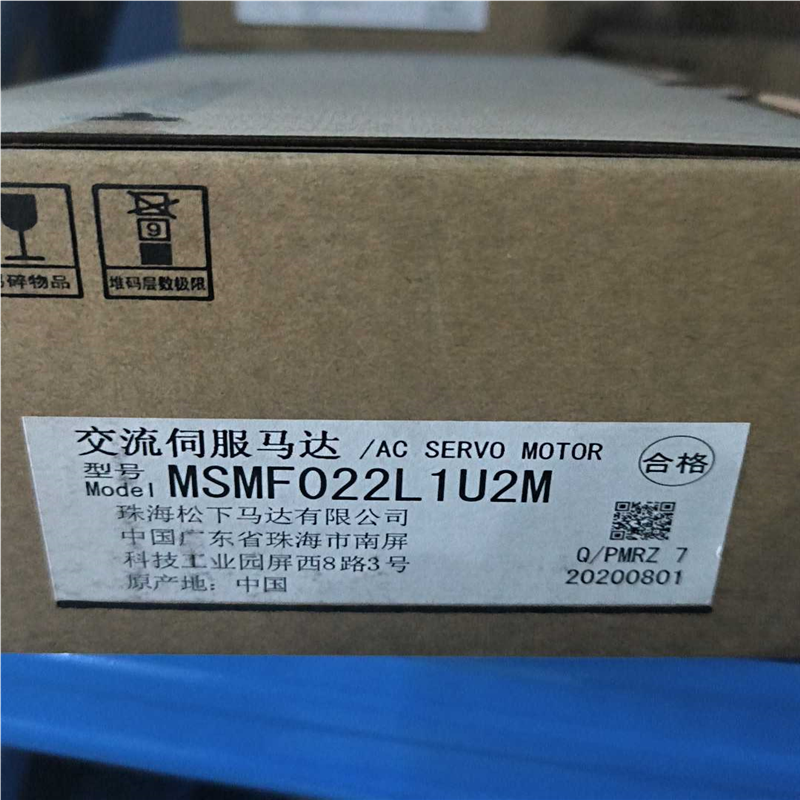 碎物品
9
堆码层数极限
交流伺服马达 /AC SERVO MOTOR
合格
型号
Model MSMF022L1U2M
珠海松下马达有限公司
中国广东省珠海市南屏
科技工业园屏西8路3号
原产地：中国
Q/PMRZ 7
20200801